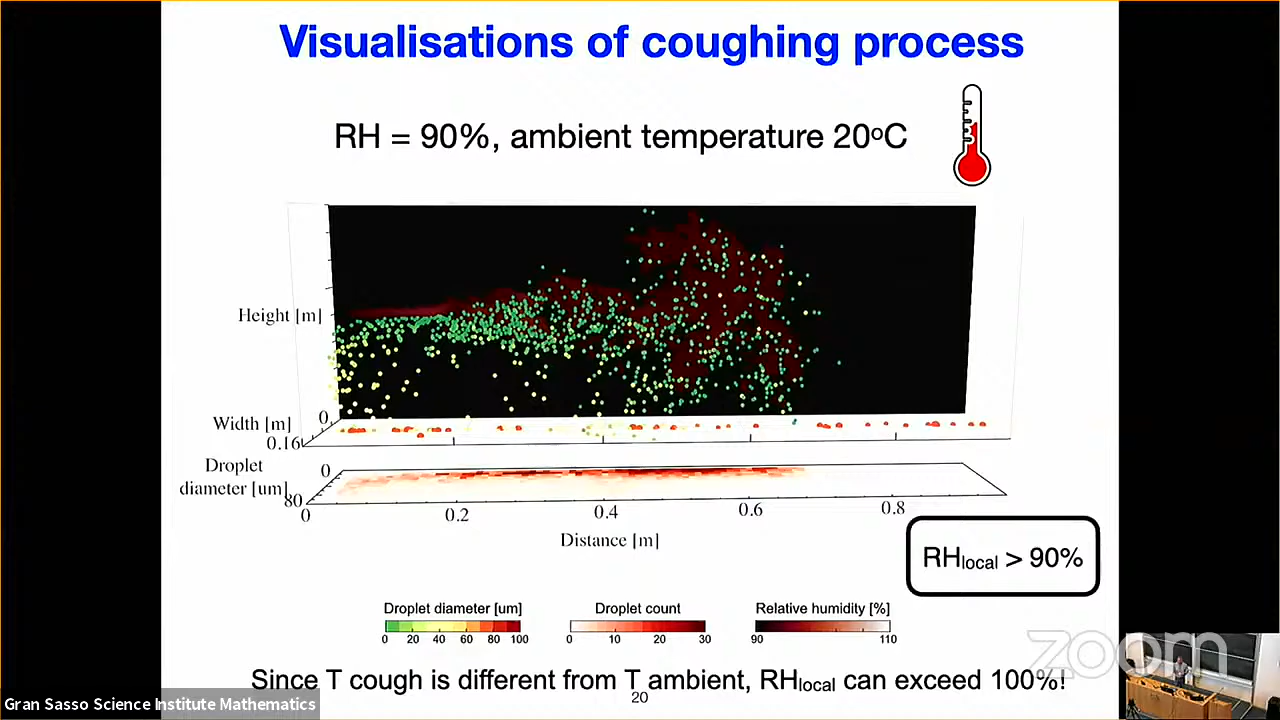 Visualisations of coughing process
RH = 90%, ambient temperature 20ºC
Height [m]
Width [m]
0
0.16
Droplet
diameter [um]
0
80
0
0.2
0.4
0.6
0.8
Distance [m]
RHlocal > 90%
Droplet diameter [um]
0 20 40 60 80 100
Droplet count
0 10 20 30
Relative humidity [%]
90 110
Since T cough is different from T ambient, RHlocal can exceed 100%!
20
zoom
Gran Sasso Science Institute Mathematics